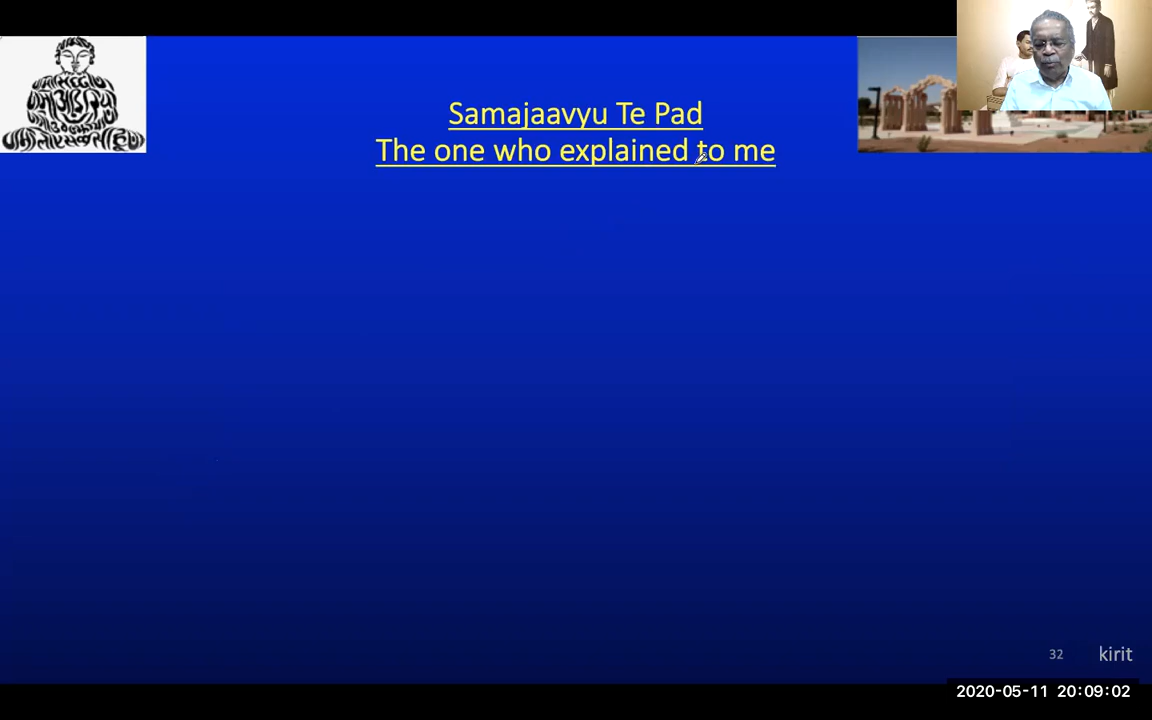 Samajaavyu Te Pad
The one who explained to me
32
kirit
2020-05-11 20:09:02